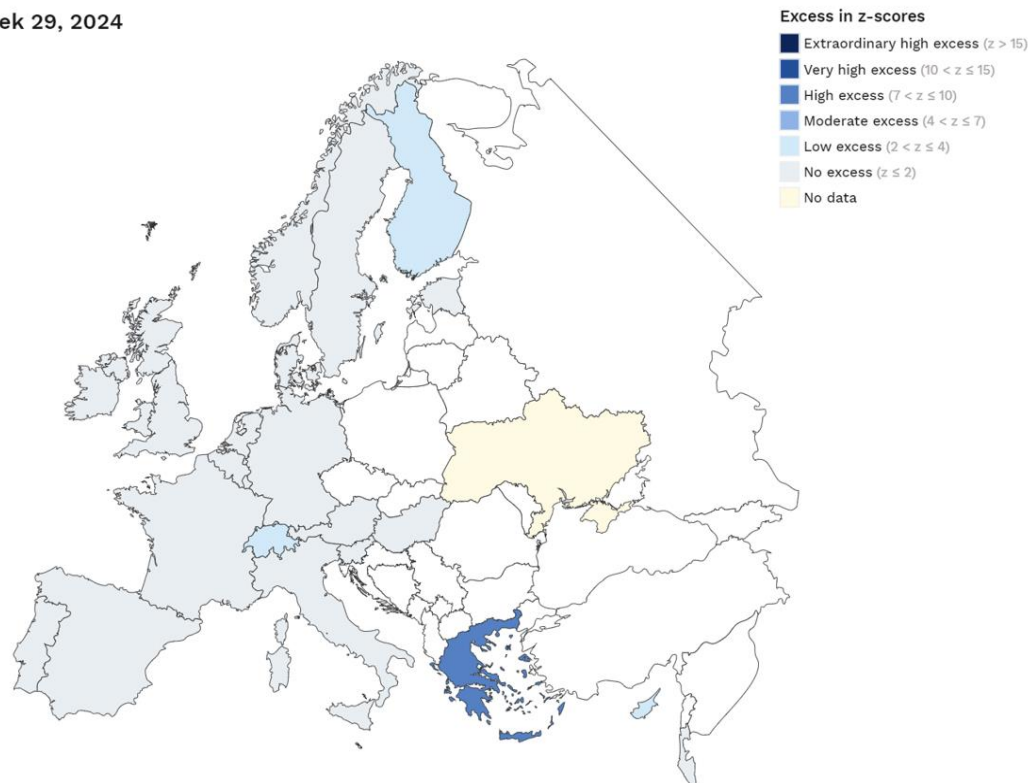 ek 29, 2024
Excess in z-scores
Extraordinary high excess (z > 15)
Very high excess (10 < z ≤ 15)
High excess (7 < z ≤ 10)
Moderate excess (4 < z ≤ 7)
Low excess (2 < z ≤ 4)
No excess (z ≤ 2)
No data